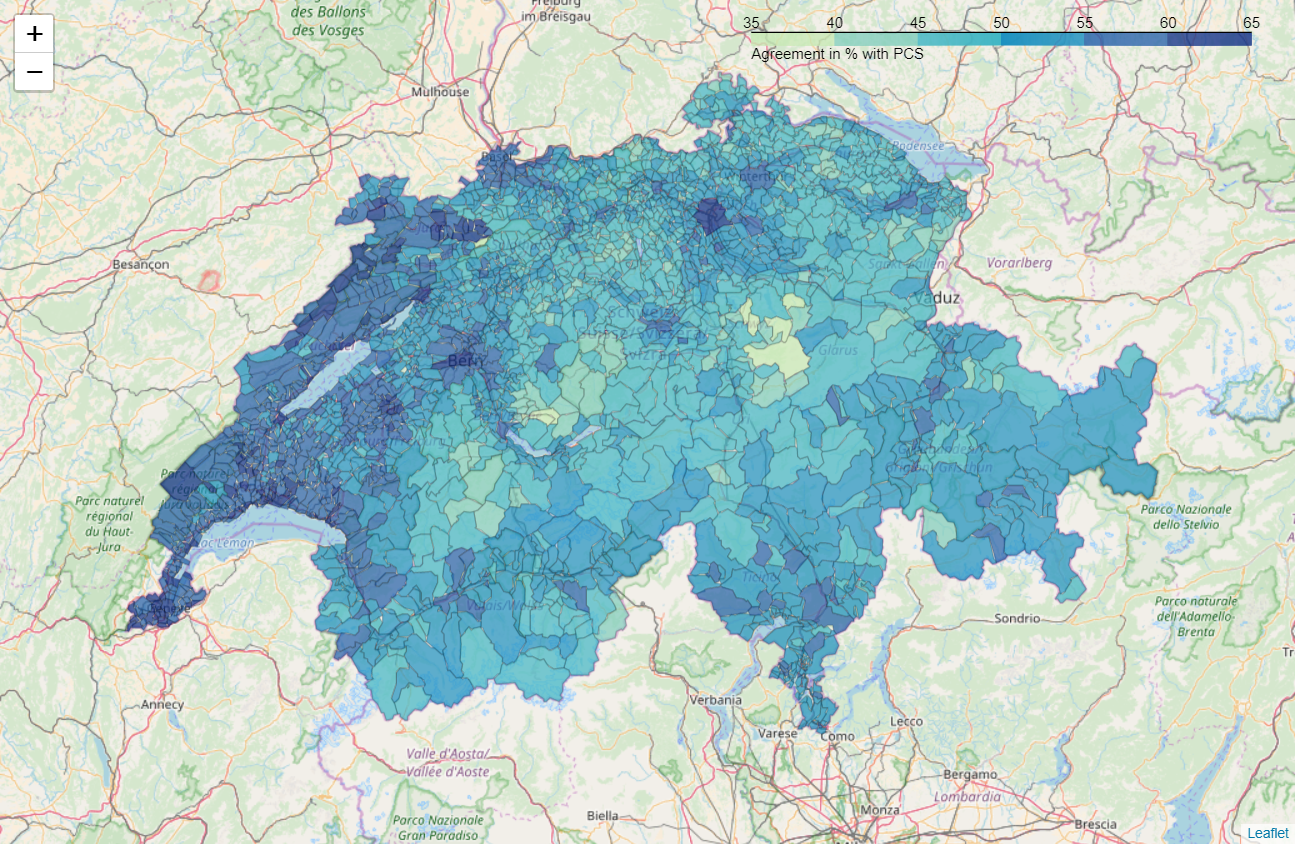 +
−
35 40 45 50 55 60 65
Agreement in % with PCS
des Ballons
des Vosges
Freiburg
im Breisgau
Mulhouse
Bodensee
Winterthur
Besançon
Vorarlberg
Vaduz
Glarus
Bern
Parc naturel
régional
du Haut-
Jura
Genève
Ticino
Parco Nazionale
dello Stelvio
Sondrio
Parco naturale
dell'Adamello-
Brenta
Annecy
Verbania
Lecco
Varese
Como
Valle d'Aosta/
Vallée d'Aoste
Bergamo
Lombardia
Biella
Monza
Brescia
Parco Nazionale
Gran Paradiso
Leaflet